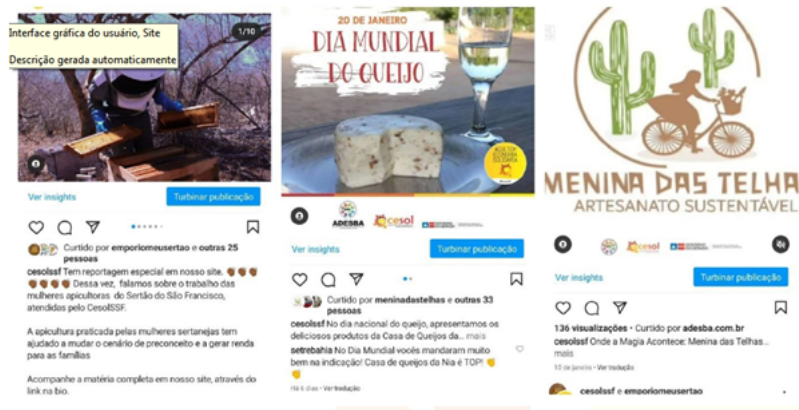 Interface gráfica do usuário, Site
Descrição gerada automaticamente
1/10
Ver insights
Turbinar publicação
Curtido por emporiomeusertao e outras 25
pessoas
cesolssf Tem reportagem especial em nosso site.
Dessa vez, falamos sobre o trabalho das
mulheres apicultoras do Sertão do São Francisco,
atendidas pelo CesolSSF.
A apicultura praticada pelas mulheres sertanejas tem
ajudado a mudar o cenário de preconceito e a gerar renda
para as famílias
Acompanhe a matéria completa em nosso site, através do
link na bio.
20 DE JANEIRO
DIA MUNDIAL
DO QUEIJO
AQUI TEM
ECONOMIA
SOLIDÁRIA
ADESBA
cesol
Ver insights
Turbinar publicação
Curtido por meninadastelhas e outras 33
pessoas
cesolssf No dia nacional do queijo, apresentamos os
deliciosos produtos da Casa de Queijos da... mais
setrebahia No Dia Mundial vocês mandaram muito
bem na indicação! Casa de queijos da Nia é TOP!
Há 6 dias • Ver tradução
MENINA DAS TELHA
ARTESANATO SUSTENTÁVEL
cesol
Ver insights
Turbinar publicação
136 visualizações • Curtido por adesba.com.br
cesolssf Onde a Magia Acontece: Menina das Telhas...
mais
10 de janeiro • Ver tradução
cesolssf e emporiomeusertao